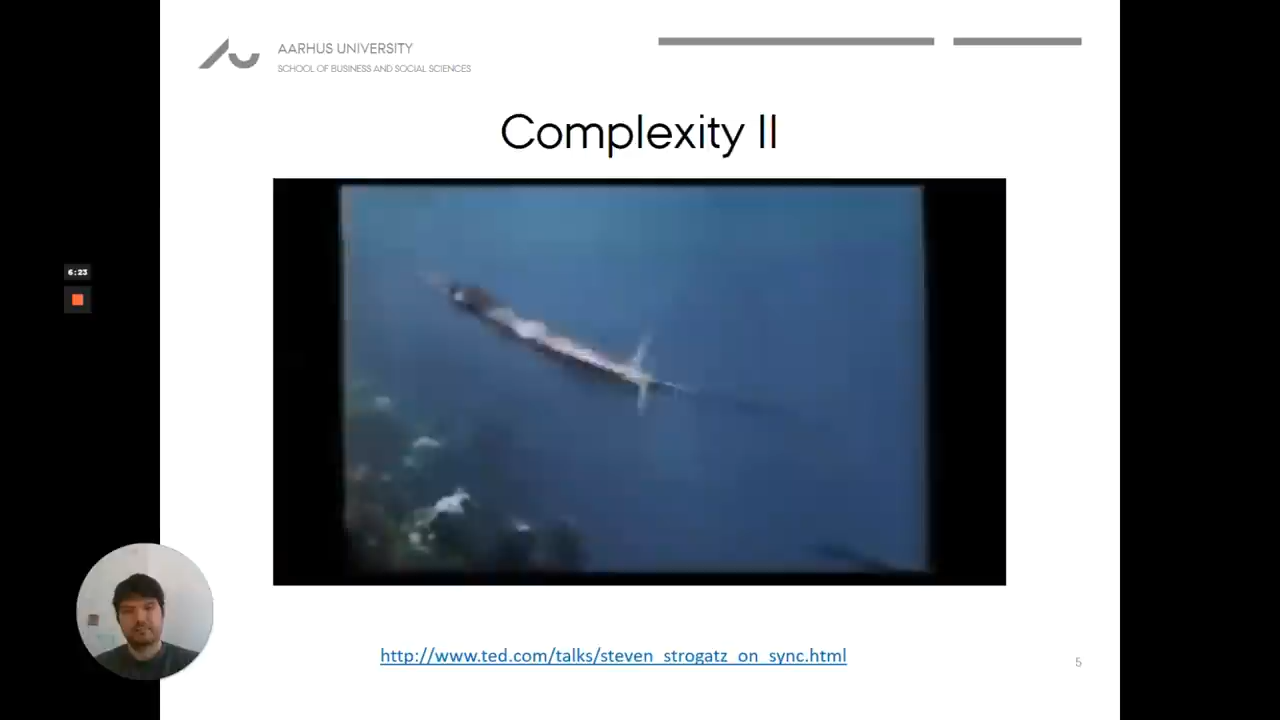 AARHUS UNIVERSITY
SCHOOL OF BUSINESS AND SOCIAL SCIENCES
Complexity II
6:23
http://www.ted.com/talks/steven_strogatz_on_sync.html
5